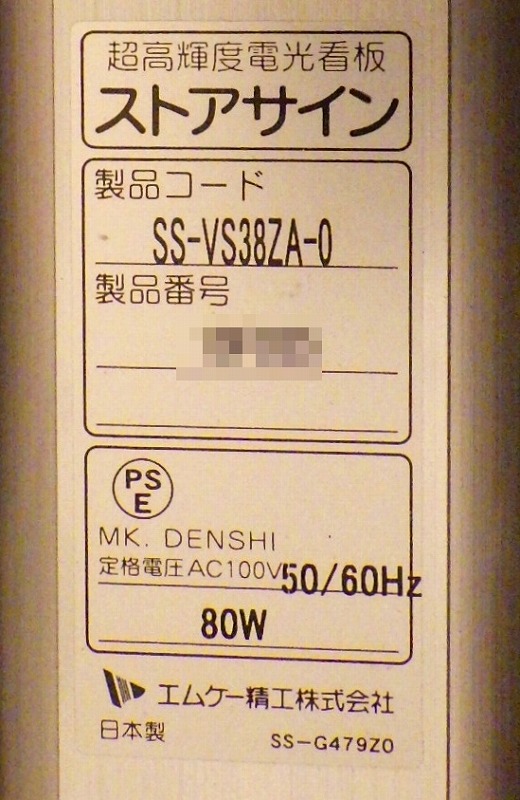 超高輝度電光看板
ストアサイン
製品コード
SS-VS38ZA-0
製品番号
PS
E
MK. DENSHI
定格電圧AC100V 50/60Hz
80W
エムケー精工株式会社
日本製
SS-G479Z0